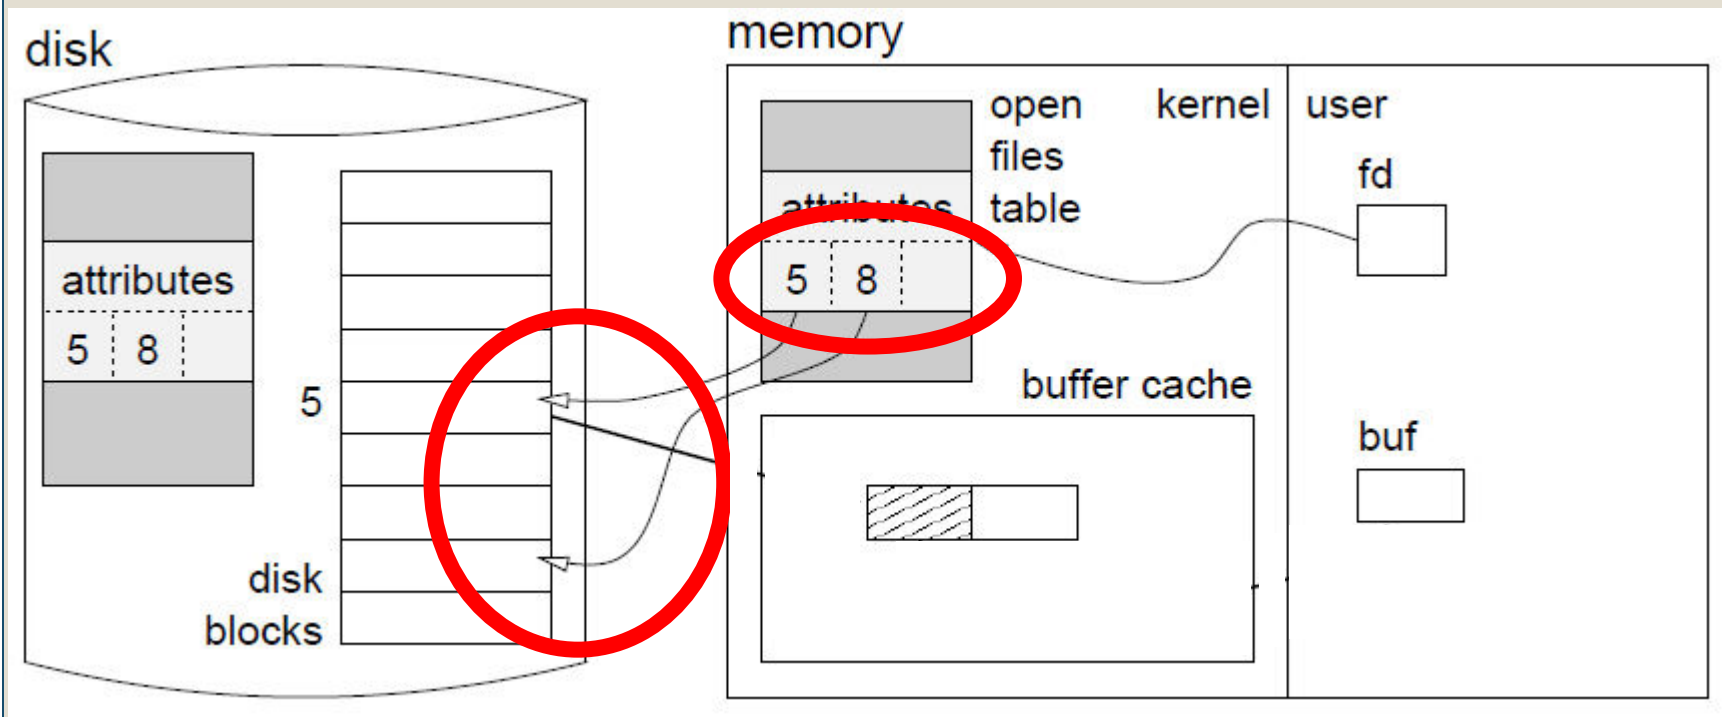 disk
attributes
5 8
5
disk
blocks
memory
open
files
table
kernel
user
attributes
5 8
fd
buffer cache
buf